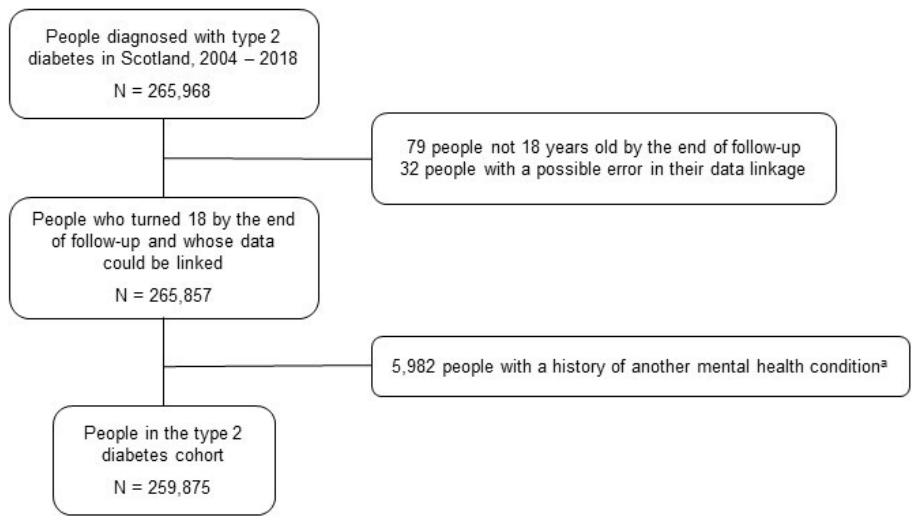 People diagnosed with type 2
diabetes in Scotland, 2004 – 2018
N = 265,968
79 people not 18 years old by the end of follow-up
32 people with a possible error in their data linkage
People who turned 18 by the end
of follow-up and whose data
could be linked
N = 265,857
5,982 people with a history of another mental health conditionᵃ
People in the type 2
diabetes cohort
N = 259,875